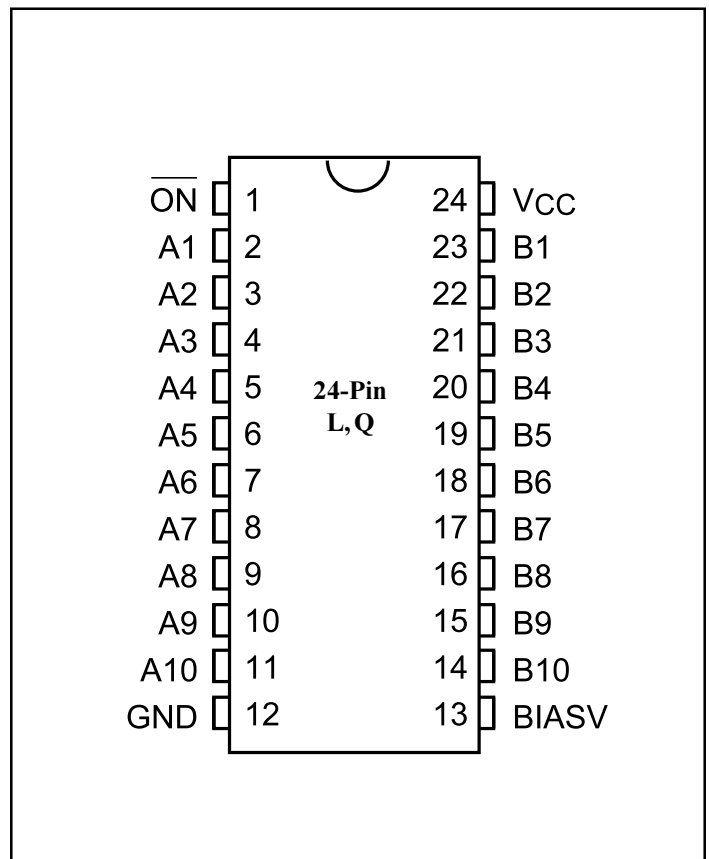 O̅N̅ 1 24 VCC
A1 2 23 B1
A2 3 22 B2
A3 4 21 B3
A4 5 20 B4
24-Pin
L, Q
A5 6 19 B5
A6 7 18 B6
A7 8 17 B7
A8 9 16 B8
A9 10 15 B9
A10 11 14 B10
GND 12 13 BIASV